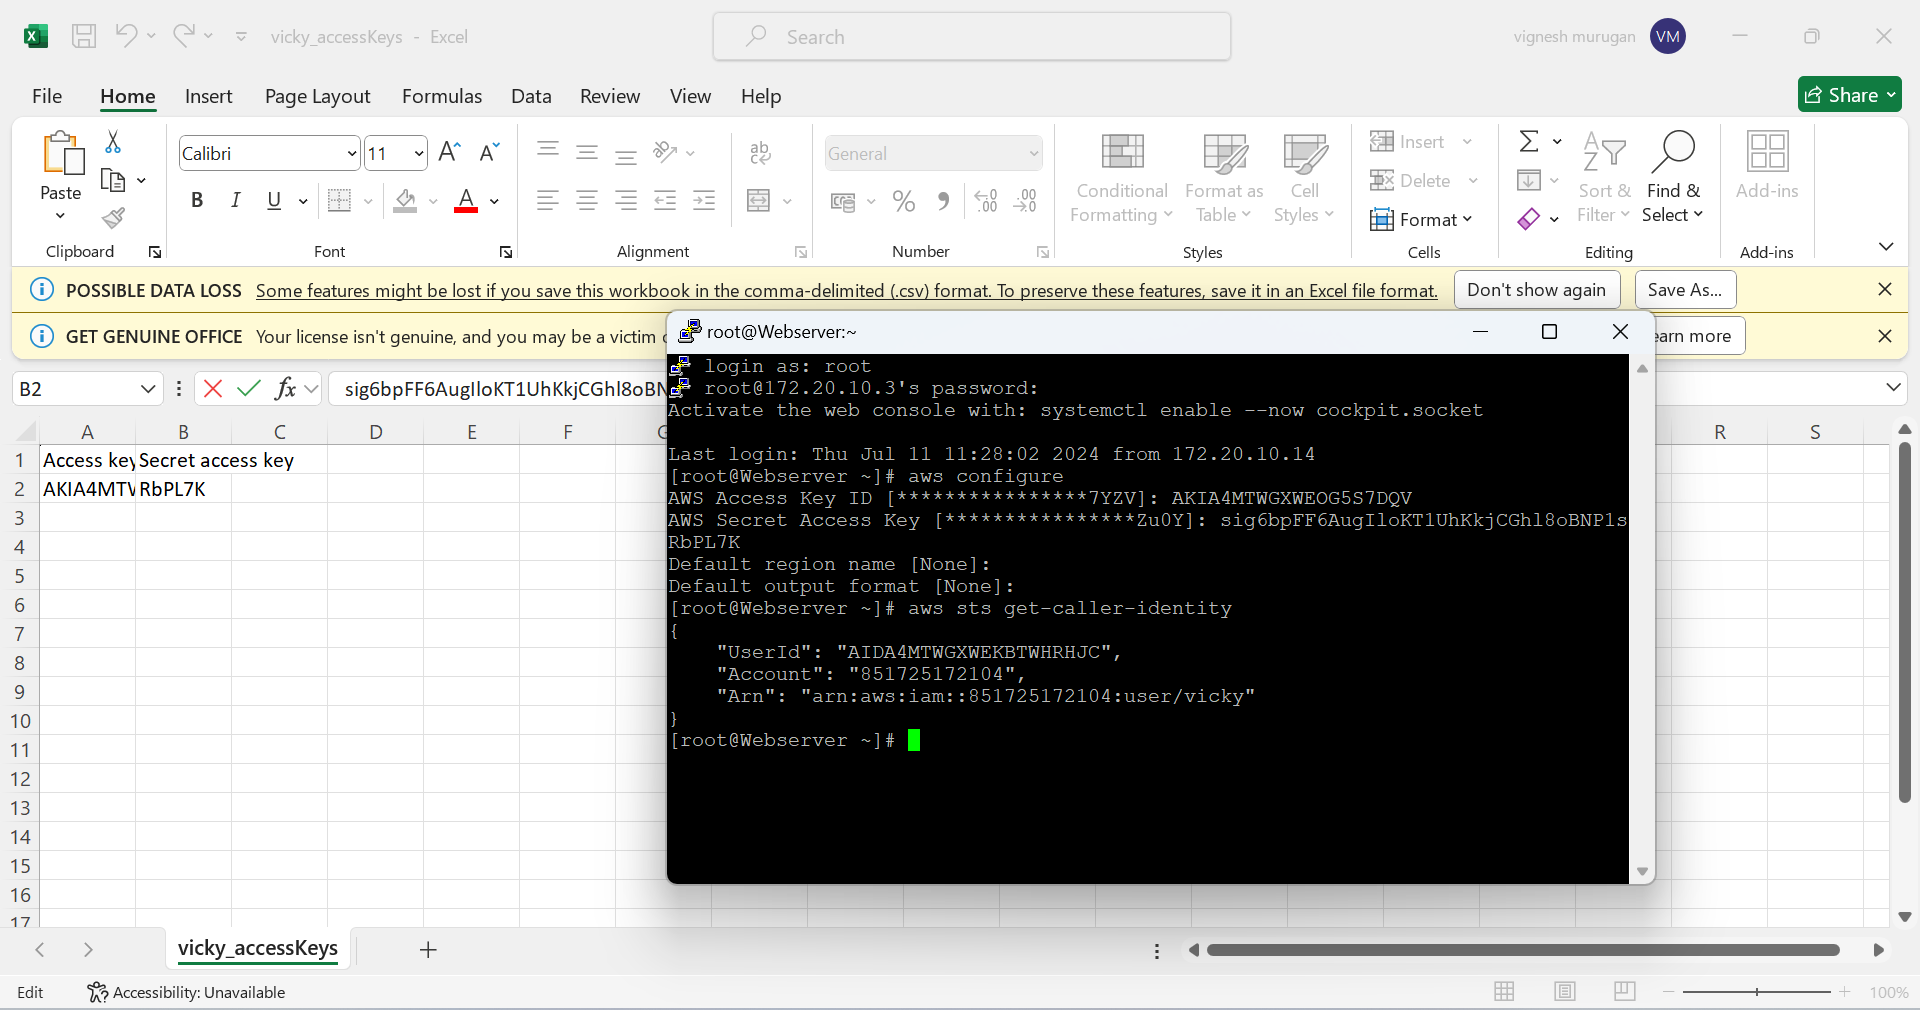 vicky_accessKeys - Excel
Search
vignesh murugan VM
File Home Insert Page Layout Formulas Data Review View Help
Share
Paste
Calibri 11
B I U
A
ab
General
% 9
Conditional Formatting
Format as Table
Cell Styles
Insert
Delete
Format
Sort & Filter
Find & Select
Add-ins
Clipboard Font Alignment Number Styles Cells Editing Add-ins
POSSIBLE DATA LOSS Some features might be lost if you save this workbook in the comma-delimited (.csv) format. To preserve these features, save it in an Excel file format. Don't show again Save As...
GET GENUINE OFFICE Your license isn't genuine, and you may be a victim earn more
B2 fx sig6bpFF6AugIloKT1UhKkjCGhl8oBN
A B C D E F R S
1 Access key Secret access key
2 AKIA4MTW RbPL7K
3
4
5
6
7
8
9
10
11
12
13
14
15
16
17
root@Webserver:~
login as: root
root@172.20.10.3's password:
Activate the web console with: systemctl enable --now cockpit.socket
Last login: Thu Jul 11 11:28:02 2024 from 172.20.10.14
[root@Webserver ~]# aws configure
AWS Access Key ID [****************7YZV]: AKIA4MTWGXWEOG5S7DQV
AWS Secret Access Key [****************Zu0Y]: sig6bpFF6AugIloKT1UhKkjCGhl8oBNP1s
RbPL7K
Default region name [None]:
Default output format [None]:
[root@Webserver ~]# aws sts get-caller-identity
{
"UserId": "AIDA4MTWGXWEKBTWHRHJC",
"Account": "851725172104",
"Arn": "arn:aws:iam::851725172104:user/vicky"
}
[root@Webserver ~]#
vicky_accessKeys
Edit Accessibility: Unavailable 100%